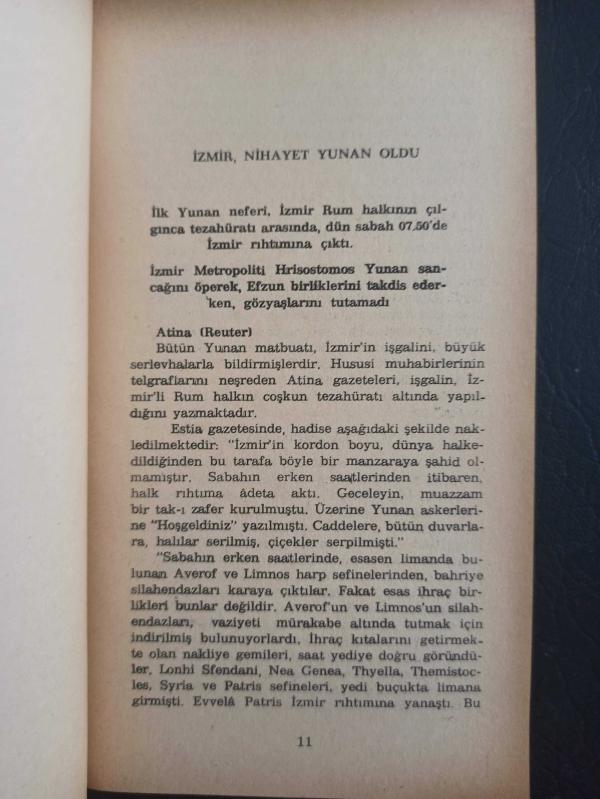 İZMİR, NİHAYET YUNAN OLDU
İlk Yunan neferi, İzmir Rum halkının çıl-
gınca tezahüratı arasında, dün sabah 07.50'de
İzmir rıhtımına çıktı.
İzmir Metropoliti Hrisostomos Yunan san-
cağını öperek, Efzun birliklerini takdis eder-
ken, gözyaşlarını tutamadı
Atina (Reuter)
Bütün Yunan matbuatı, İzmir'in işgalini, büyük
serlevhalarla bildirmişlerdir. Hususi muhabirlerinin
telgraflarını neşreden Atina gazeteleri, işgalin, İz-
mir'li Rum halkın coşkun tezahüratı altında yapıl-
dığını yazmaktadır.
Estia gazetesinde, hadise aşağıdaki şekilde nak-
ledilmektedir: "İzmir'in kordon boyu, dünya halke-
dildiğinden bu tarafa böyle bir manzaraya şahid ol-
mamıştır. Sabahın erken saatlerinden itibaren,
halk rıhtıma âdeta aktı. Geceleyin, muazzam
bir tak-ı zafer kurulmuştu. Üzerine Yunan askerleri-
ne "Hoşgeldiniz" yazılmıştı. Caddelere, bütün duvarla-
ra, halılar serilmiş, çiçekler serpilmişti."
"Sabahın erken saatlerinde, esasen limanda bu-
lunan Averof ve Limnos harp sefinelerinden, bahriye
silahendazları karaya çıktılar. Fakat esas ihraç bir-
likleri bunlar değildir. Averof'un ve Limnos'un silah-
endazları, vaziyeti mürakabe altında tutmak için
indirilmiş bulunuyorlardı. İhraç kıtalarını getirmek-
te olan nakliye gemileri, saat yediye doğru göründü-
ler. Lonhi Sfendani, Nea Genea, Thyella, Themistoc-
les, Syria ve Patris sefineleri, yedi buçukta limana
girmişti. Evvelâ Patris İzmir rıhtımına yanaştı. Bu
11